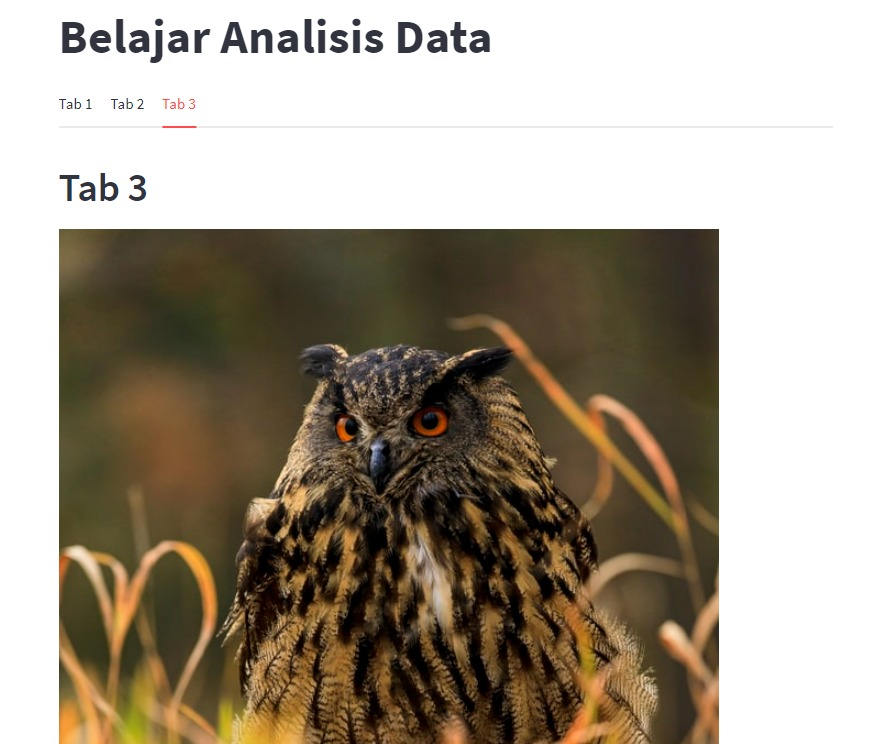 Belajar Analisis Data
Tab 1 Tab 2 Tab 3
Tab 3